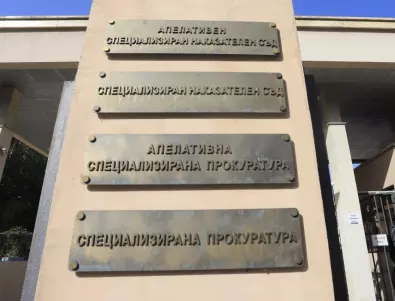 АПЕЛАТИВЕН
СПЕЦИАЛИЗИРАН НАКАЗАТЕЛЕН СЪД
СПЕЦИАЛИЗИРАН НАКАЗАТЕЛЕН СЪД
АПЕЛАТИВНА
СПЕЦИАЛИЗИРАНА ПРОКУРАТУРА
СПЕЦИАЛИЗИРАНА ПРОКУРАТУРА